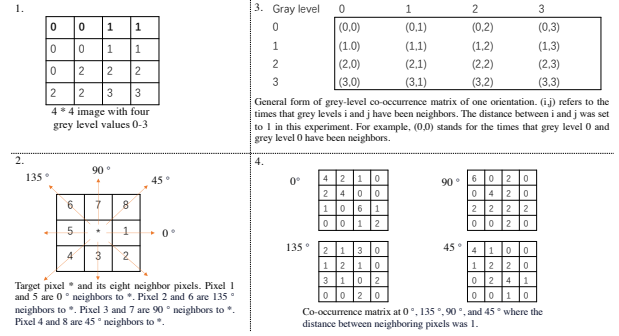 1.
0 0 1 1
0 0 1 1
0 2 2 2
2 2 3 3
4 * 4 image with four
grey level values 0-3
3. Gray level 0 1 2 3
0 (0,0) (0,1) (0,2) (0,3)
1 (1.0) (1,1) (1,2) (1,3)
2 (2,0) (2,1) (2,2) (2,3)
3 (3,0) (3,1) (3,2) (3,3)
General form of grey-level co-occurrence matrix of one orientation. (i,j) refers to the
times that grey levels i and j have been neighbors. The distance between i and j was set
to 1 in this experiment. For example, (0,0) stands for the times that grey level 0 and
grey level 0 have been neighbors.
2.
135 ° 90 ° 45 °
6 7 8
5 * 1 0 °
4 3 2
Target pixel * and its eight neighbor pixels. Pixel 1
and 5 are 0 ° neighbors to *. Pixel 2 and 6 are 135 °
neighbors to *. Pixel 3 and 7 are 90 ° neighbors to *.
Pixel 4 and 8 are 45 ° neighbors to *.
4.
0°
4 2 1 0
2 4 0 0
1 0 6 1
0 0 1 2
90 °
6 0 2 0
0 4 2 0
2 2 2 2
0 0 2 0
135 °
2 1 3 0
1 2 1 0
3 1 0 2
0 0 2 0
45 °
4 1 0 0
1 2 2 0
0 2 4 1
0 0 1 0
Co-occurrence matrix at 0 °, 135 °, 90 °, and 45 ° where the
distance between neighboring pixels was 1.